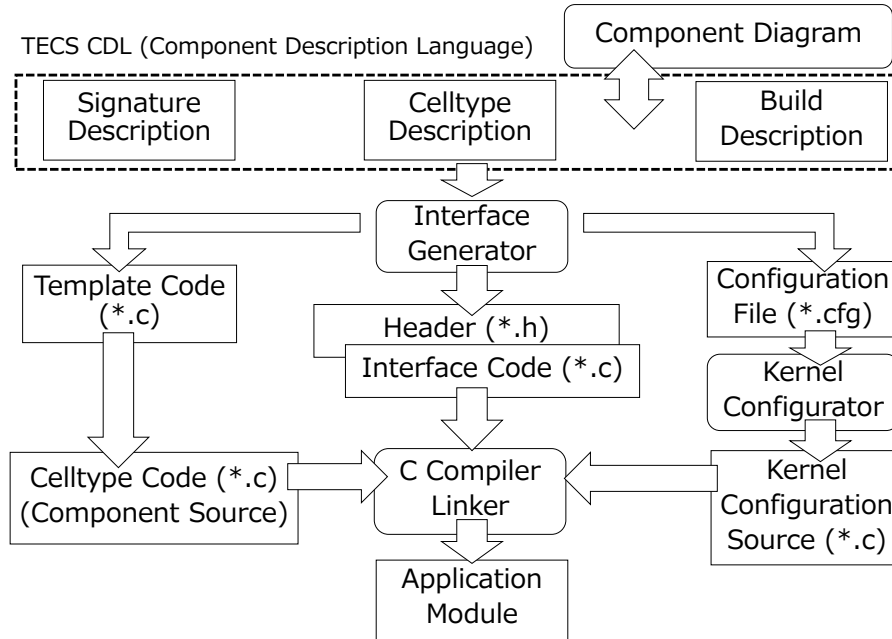 Component Diagram
TECS CDL (Component Description Language)
Signature
Description
Celltype
Description
Build
Description
Interface
Generator
Template Code
(*.c)
Header (*.h)
Interface Code (*.c)
Configuration
File (*.cfg)
Kernel
Configurator
Celltype Code (*.c)
(Component Source)
C Compiler
Linker
Kernel
Configuration
Source (*.c)
Application
Module